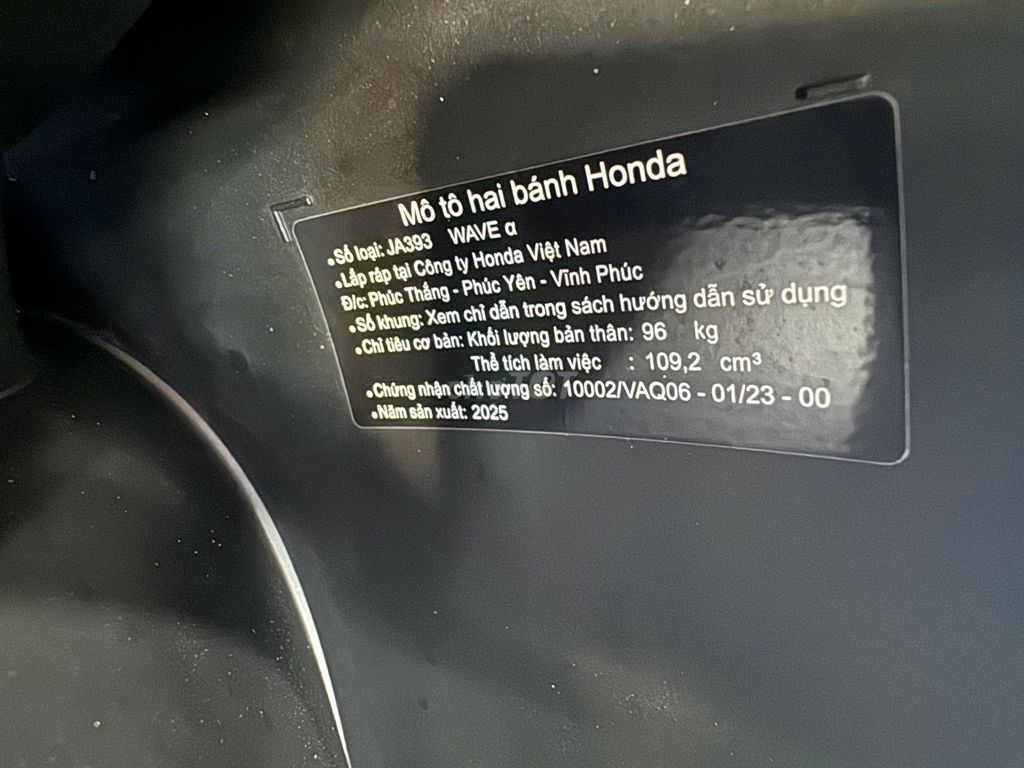 Mô tô hai bánh Honda
•Số loại: JA393 WAVE α
•Lắp ráp tại Công ty Honda Việt Nam
Đ/c: Phúc Thắng - Phúc Yên - Vĩnh Phúc
•Số khung: Xem chỉ dẫn trong sách hướng dẫn sử dụng
•Chỉ tiêu cơ bản: Khối lượng bản thân: 96 kg
Thể tích làm việc : 109,2 cm³
•Chứng nhận chất lượng số: 10002/VAQ06 - 01/23 - 00
•Năm sản xuất: 2025